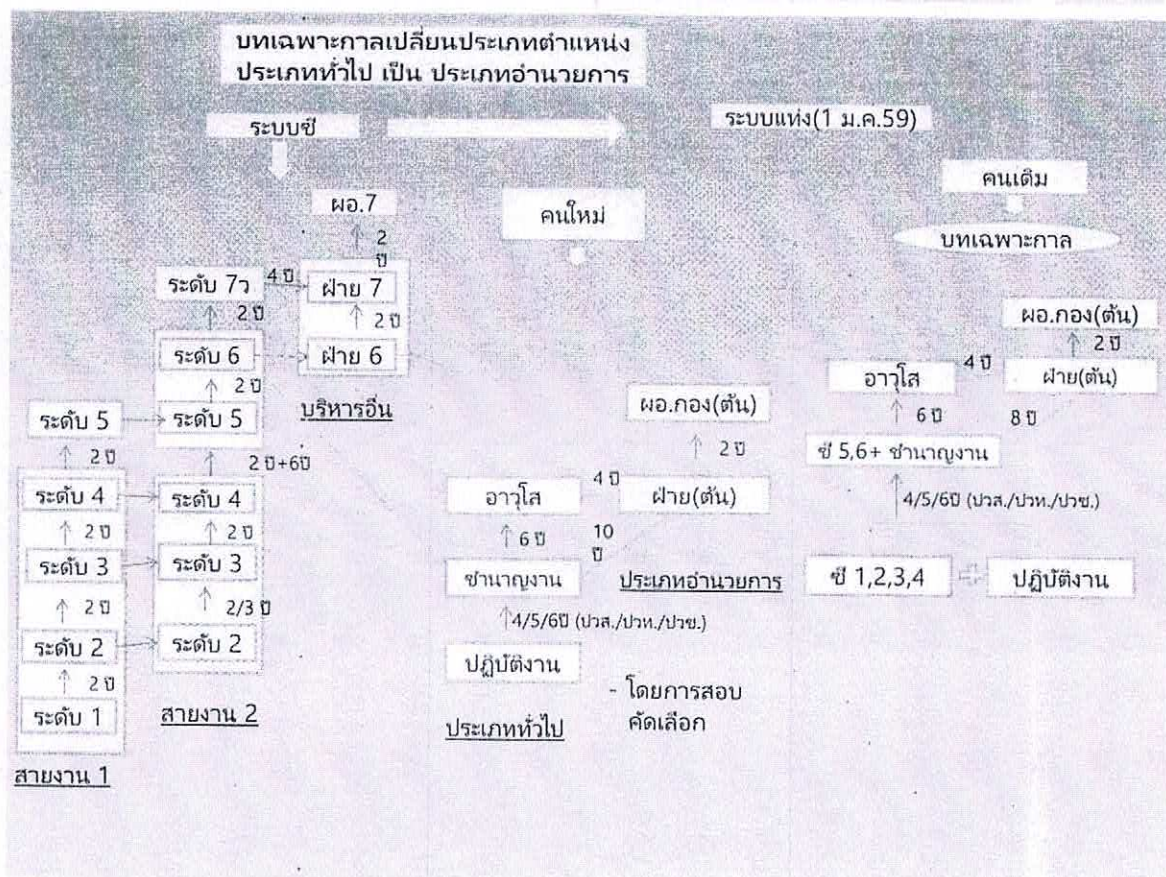 บทเฉพาะกาลเปลี่ยนประเภทตำแหน่ง
ประเภททั่วไป เป็น ประเภทอำนวยการ
ระบบซี
ระบบแท่ง(1 ม.ค.59)
ผอ.7
2
ปี
ระดับ 7ว
4 ปี
ฝ่าย 7
2 ปี
2 ปี
ระดับ 6
ฝ่าย 6
2 ปี
บริหารอื่น
ระดับ 5
ระดับ 5
2 ปี
2 ปี+6ปี
ระดับ 4
ระดับ 4
2 ปี
2 ปี
ระดับ 3
ระดับ 3
2 ปี
2/3 ปี
ระดับ 2
ระดับ 2
2 ปี
ระดับ 1
สายงาน 2
สายงาน 1
คนใหม่
ผอ.กอง(ต้น)
2 ปี
อาวุโส
4 ปี
ฝ่าย(ต้น)
6 ปี
10
ปี
ชำนาญงาน
ประเภทอำนวยการ
4/5/6ปี (ปวส./ปวท./ปวช.)
ปฏิบัติงาน
- โดยการสอบ
คัดเลือก
ประเภททั่วไป
คนเดิม
บทเฉพาะกาล
ผอ.กอง(ต้น)
2 ปี
อาวุโส
4 ปี
ฝ่าย(ต้น)
6 ปี
8 ปี
ซี 5,6+ ชำนาญงาน
4/5/6ปี (ปวส./ปวท./ปวช.)
ซี 1,2,3,4
ปฏิบัติงาน